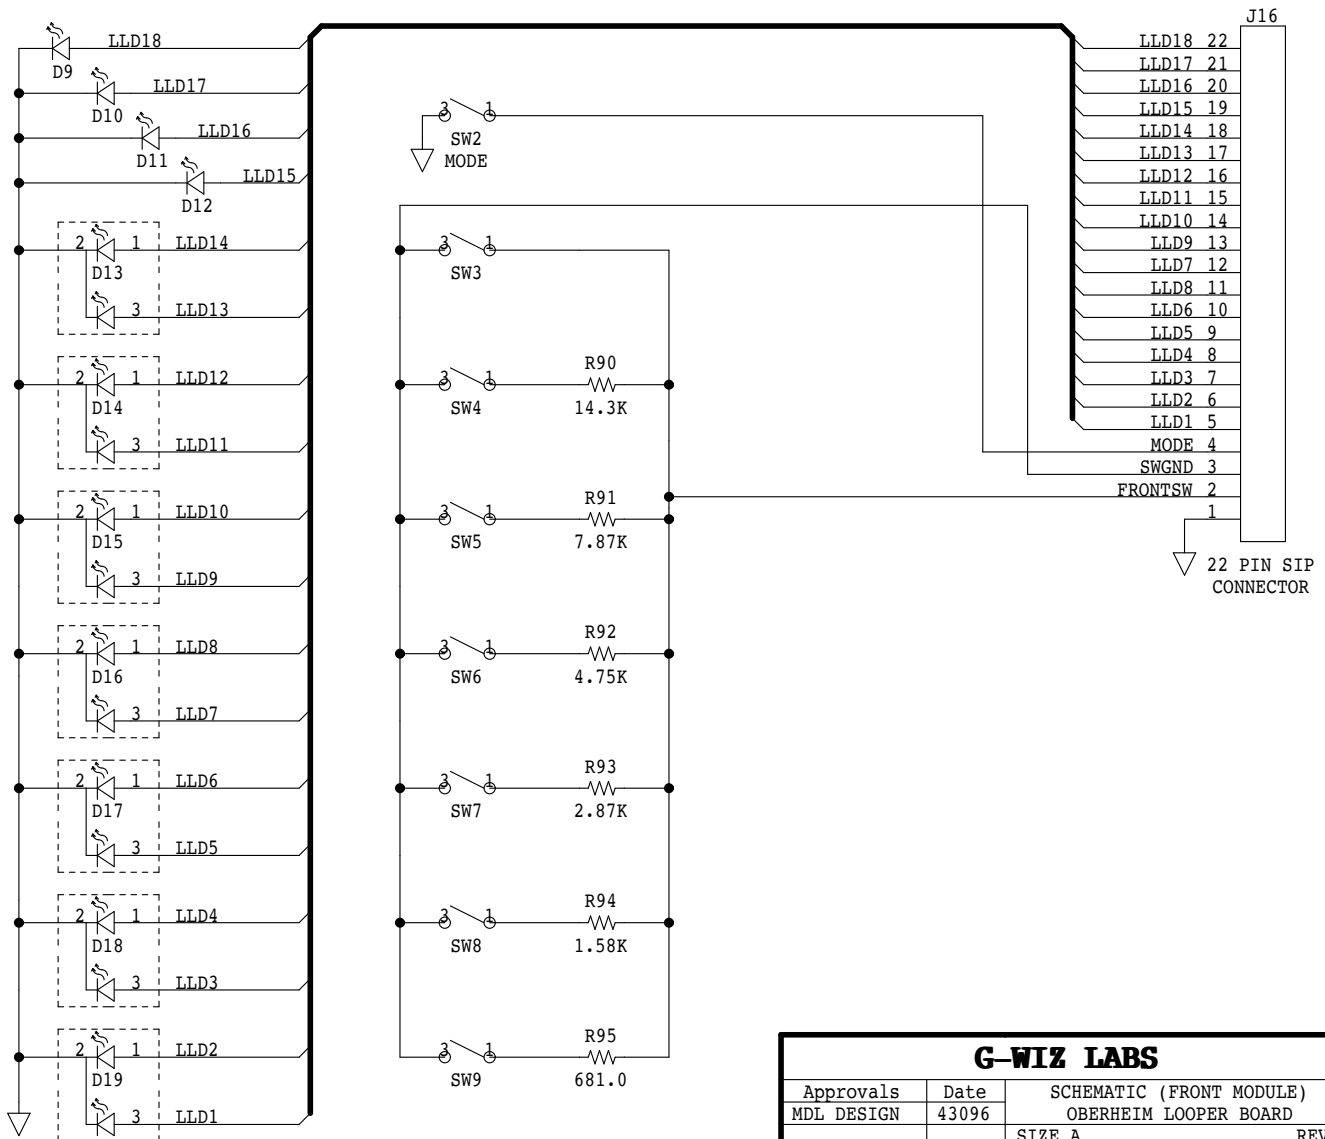 J16
LLD18
LLD18 22
D9
LLD17 21
LLD17
LLD16 20
D10
3 1
LLD15 19
LLD16
SW2
LLD14 18
D11
MODE
LLD13 17
LLD15
LLD12 16
D12
LLD11 15
LLD10 14
2 1 LLD14
3 1
LLD9 13
D13
SW3
LLD7 12
LLD8 11
3 LLD13
LLD6 10
LLD5 9
R90
LLD4 8
2 1 LLD12
3 1
LLD3 7
D14
SW4
14.3K
LLD2 6
LLD1 5
3 LLD11
MODE 4
SWGND 3
R91
FRONTSW 2
2 1 LLD10
3 1
1
D15
SW5
7.87K
22 PIN SIP
CONNECTOR
3 LLD9
R92
2 1 LLD8
3 1
D16
SW6
4.75K
3 LLD7
R93
2 1 LLD6
3 1
D17
SW7
2.87K
3 LLD5
R94
2 1 LLD4
3 1
D18
SW8
1.58K
3 LLD3
R95
2 1 LLD2
3 1
D19
SW9
681.0
3 LLD1
G-WIZ LABS
Approvals Date SCHEMATIC (FRONT MODULE)
MDL DESIGN 43096 OBERHEIM LOOPER BOARD
SIZE A REV